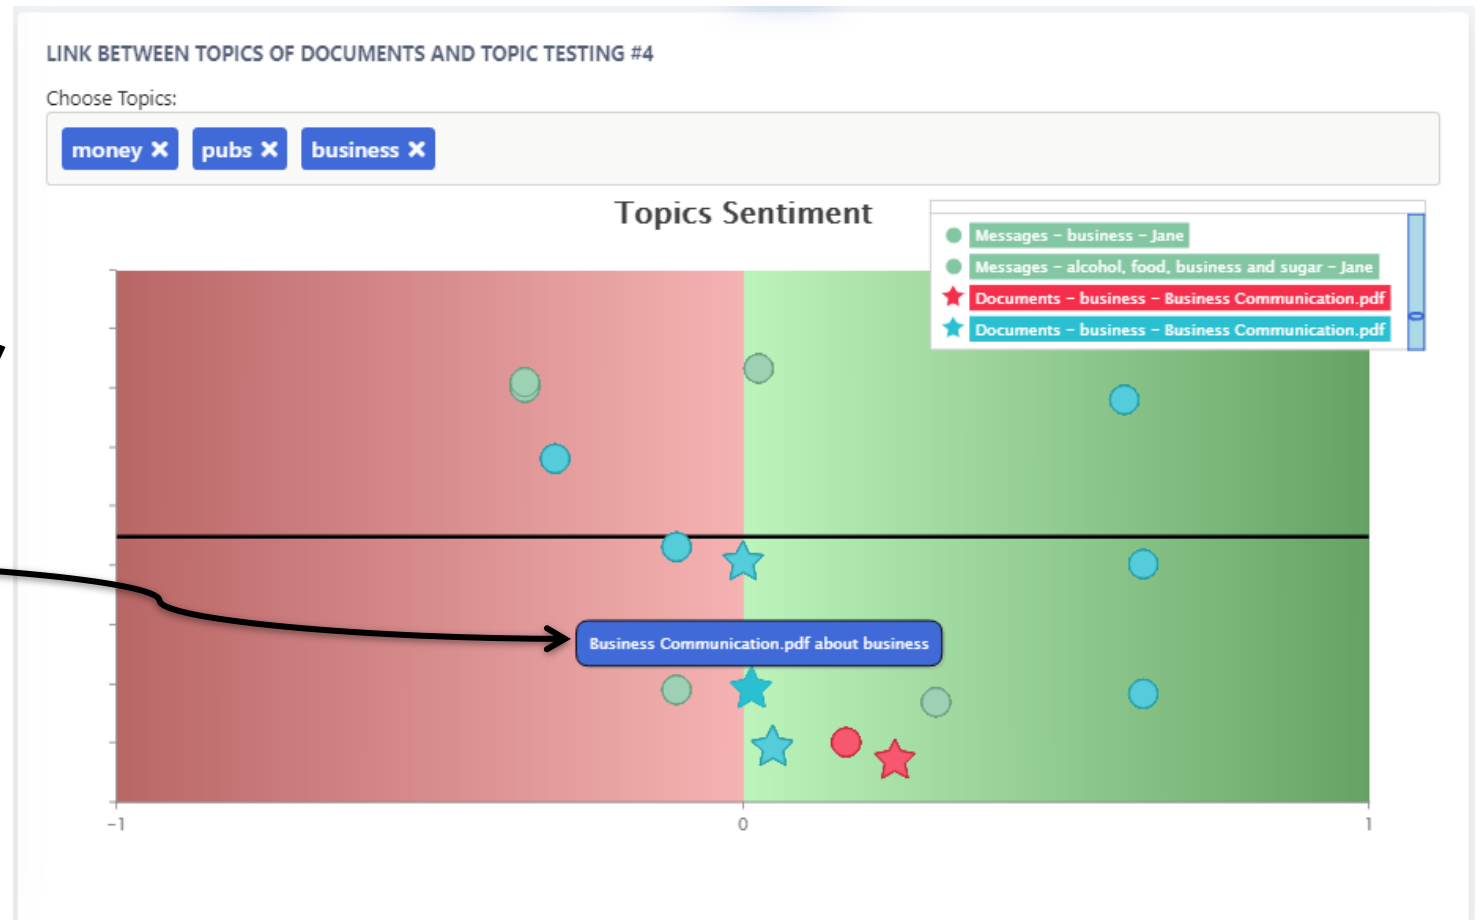 LINK BETWEEN TOPICS OF DOCUMENTS AND TOPIC TESTING #4
Choose Topics:
money ✕ pubs ✕ business ✕
Topics Sentiment
Messages - business - Jane
Messages - alcohol, food, business and sugar - Jane
Documents - business - Business Communication.pdf
Documents - business - Business Communication.pdf
Business Communication.pdf about business
-1 0 1